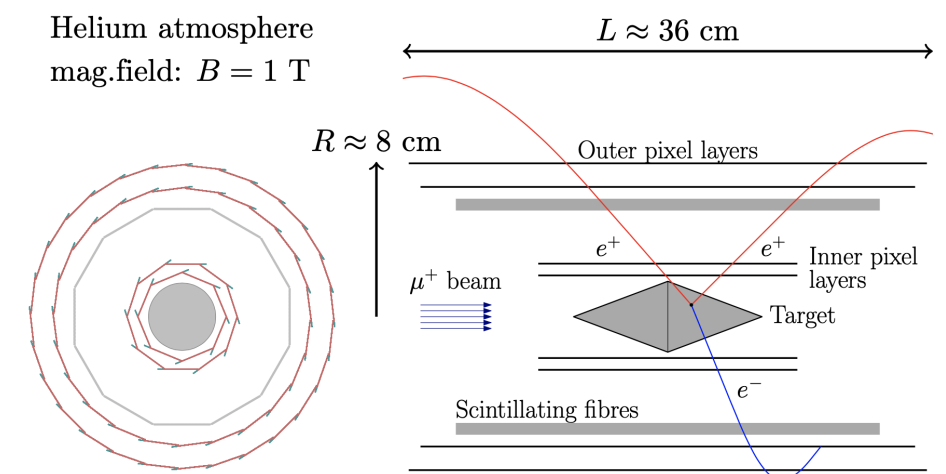 Helium atmosphere
mag.field: B = 1 T
L ≈ 36 cm
R ≈ 8 cm
Outer pixel layers
e⁺
e⁺
Inner pixel
layers
μ⁺ beam
Target
e⁻
Scintillating fibres